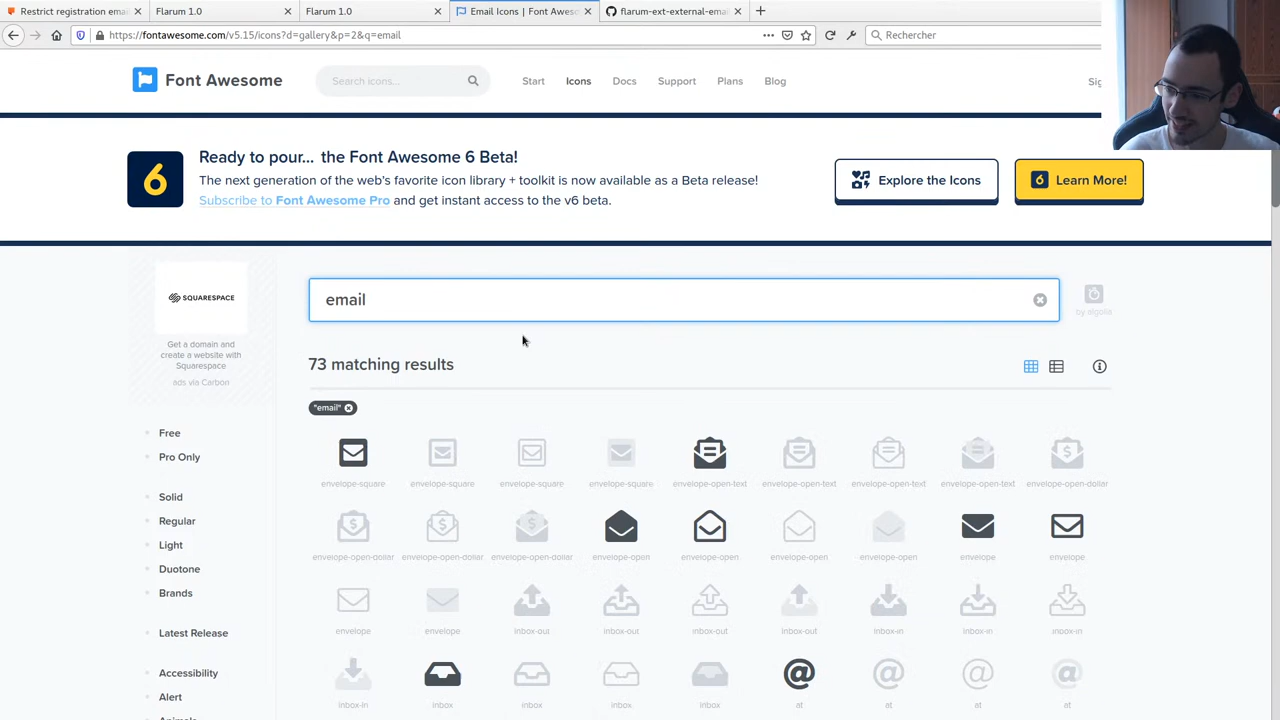 Restrict registration email
Flarum 1.0
Flarum 1.0
Email Icons | Font Aweso
flarum-ext-external-emai
https://fontawesome.com/v5.15/icons?d=gallery&p=2&q=email
Rechercher
Font Awesome
Search icons...
Start
Icons
Docs
Support
Plans
Blog
Sig
Ready to pour... the Font Awesome 6 Beta!
The next generation of the web's favorite icon library + toolkit is now available as a Beta release!
Subscribe to Font Awesome Pro and get instant access to the v6 beta.
6
Explore the Icons
6 Learn More!
SQUARESPACE
Get a domain and
create a website with
Squarespace
ads via Carbon
email
by algolia
73 matching results
"email"
Free
Pro Only
Solid
Regular
Light
Duotone
Brands
Latest Release
Accessibility
Alert
envelope-square envelope-square envelope-square envelope-square envelope-open-text envelope-open-text envelope-open-text envelope-open-text envelope-open-dollar
envelope-open-dollar envelope-open-dollar envelope-open-dollar envelope-open envelope-open envelope-open envelope-open envelope envelope
envelope envelope inbox-out inbox-out inbox-out inbox-out inbox-in inbox-in inbox-in
inbox-in inbox inbox inbox inbox at at at at